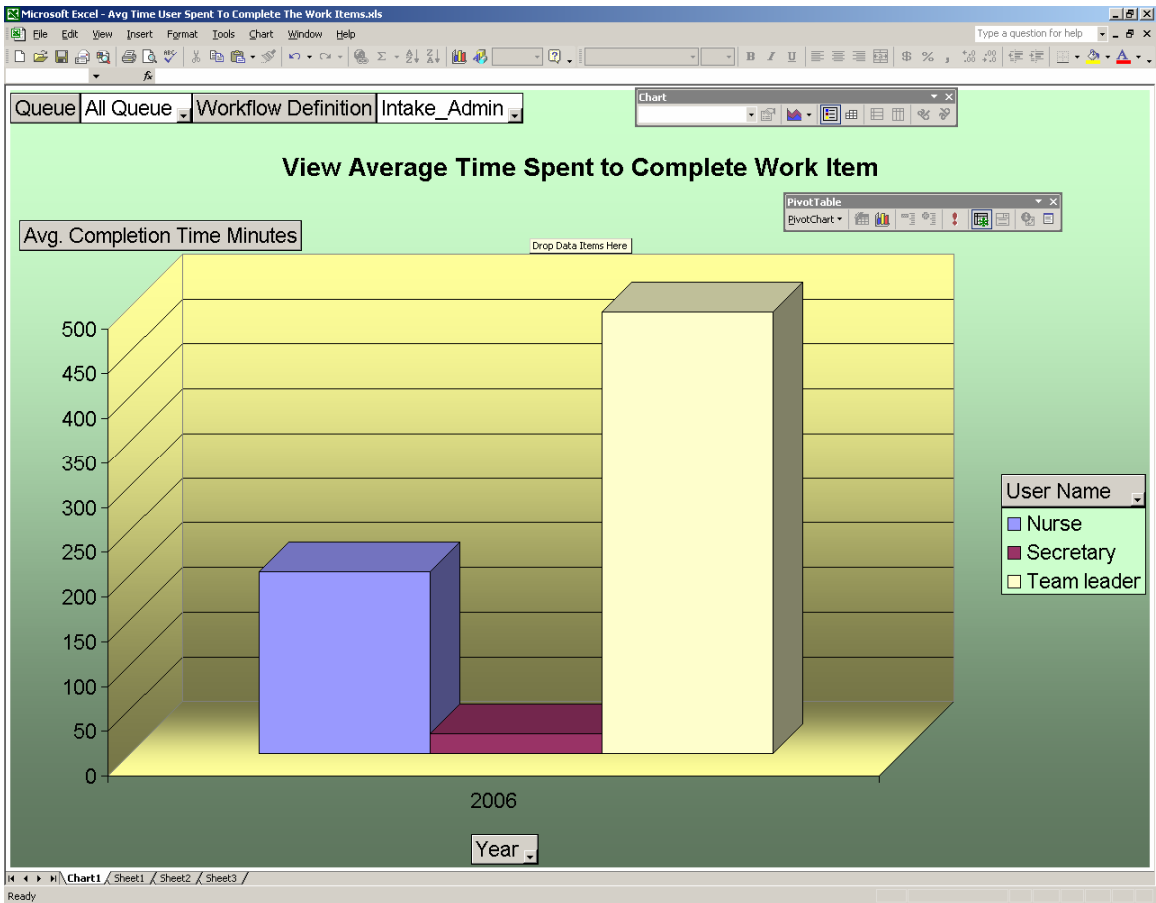 Microsoft Excel - Avg Time User Spent To Complete The Work Items.xls
File Edit View Insert Format Tools Chart Window Help
Type a question for help
fx
Queue All Queue Workflow Definition Intake_Admin
Chart
View Average Time Spent to Complete Work Item
PivotTable
PivotChart
Avg. Completion Time Minutes
Drop Data Items Here
500
450
400
350
300
250
200
150
100
50
0
2006
Year
User Name
Nurse
Secretary
Team leader
Chart1 Sheet1 Sheet2 Sheet3
Ready